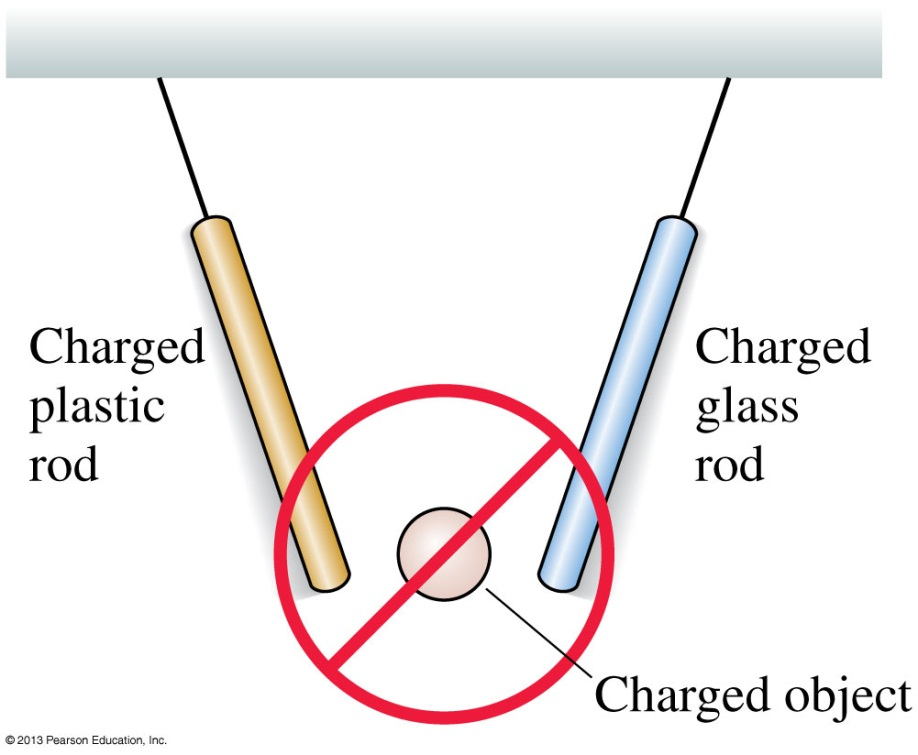 Charged
plastic
rod
Charged
glass
rod
Charged object
© 2013 Pearson Education, Inc.